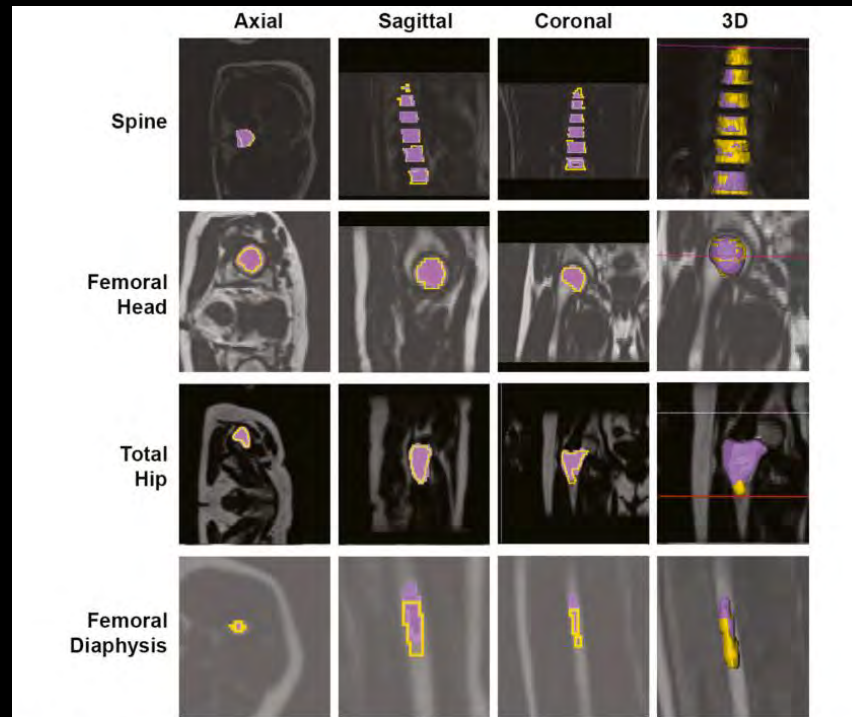 Axial Sagittal Coronal 3D
Spine
Femoral
Head
Total
Hip
Femoral
Diaphysis